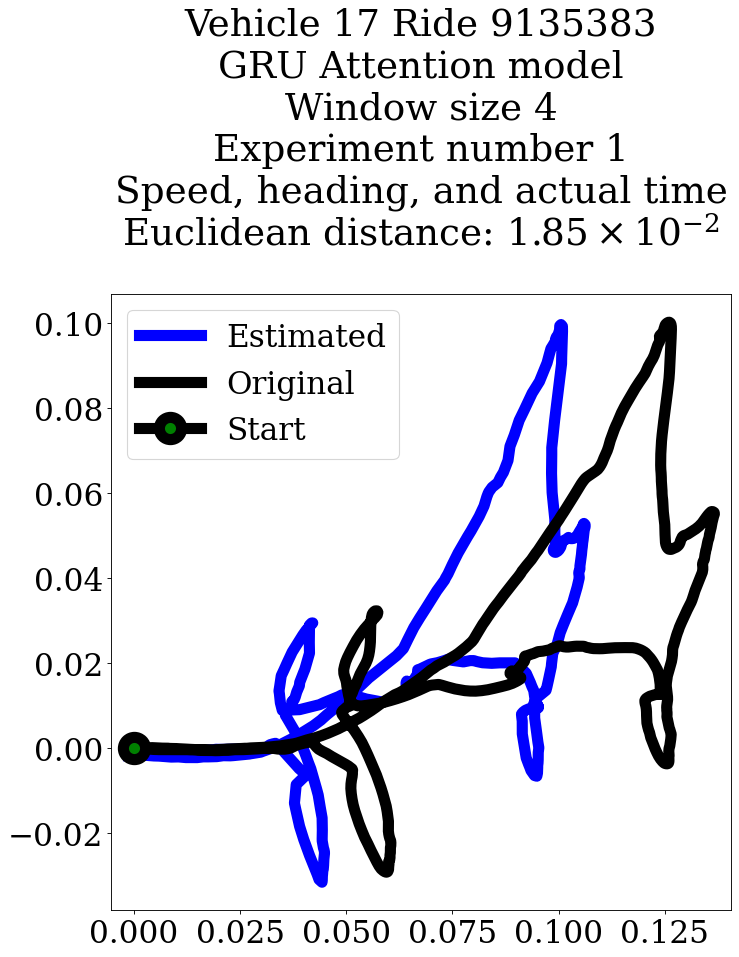 Vehicle 17 Ride 9135383
GRU Attention model
Window size 4
Experiment number 1
Speed, heading, and actual time
Euclidean distance: 1.85 × 10⁻²
Estimated
Original
Start
0.10
0.08
0.06
0.04
0.02
0.00
−0.02
0.000 0.025 0.050 0.075 0.100 0.125